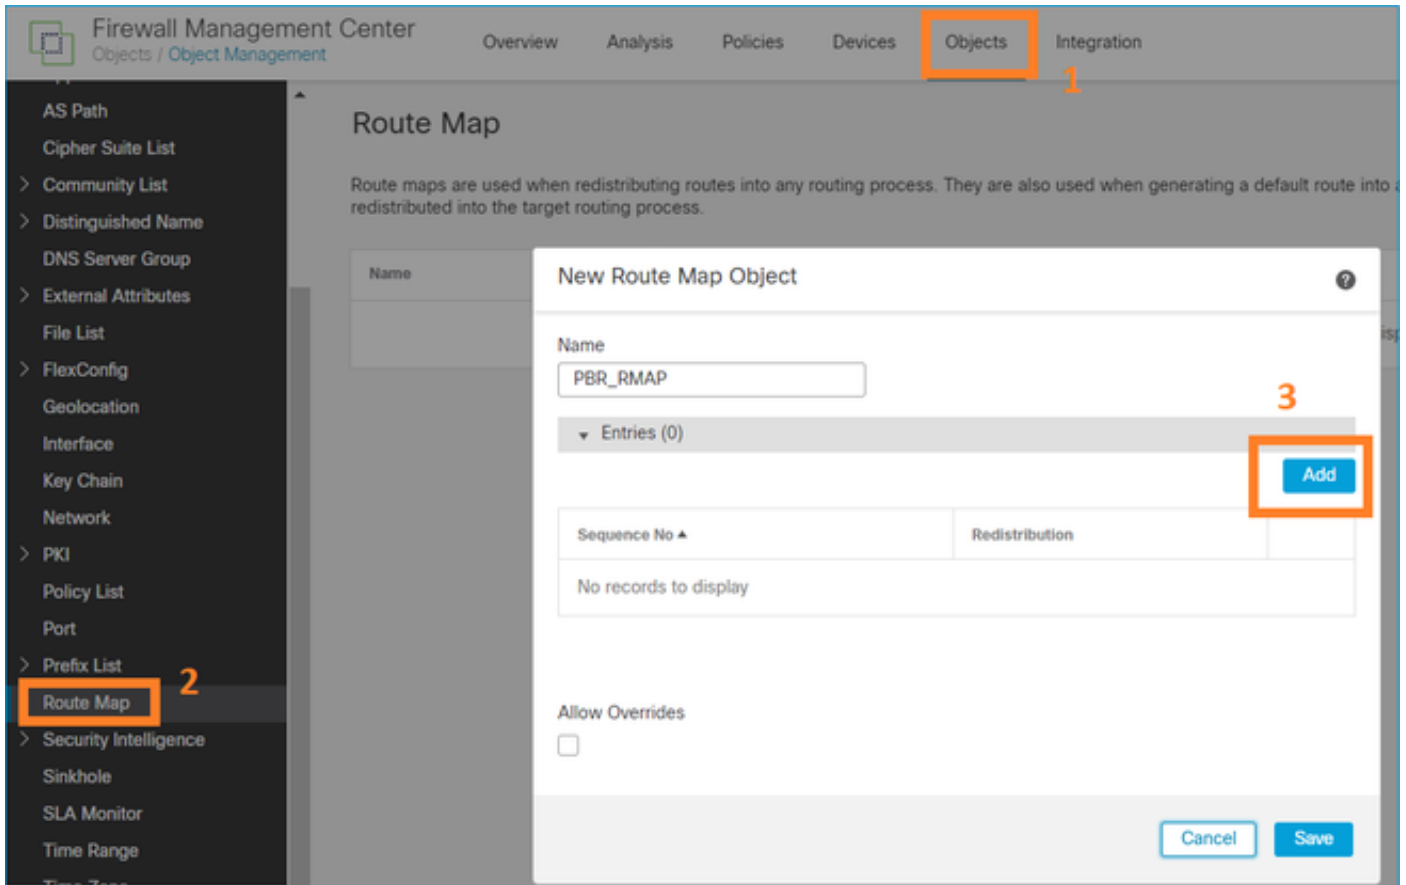 Firewall Management Center
Objects / Object Management
Overview Analysis Policies Devices Objects Integration
1
AS Path
Cipher Suite List
Community List
Distinguished Name
DNS Server Group
External Attributes
File List
FlexConfig
Geolocation
Interface
Key Chain
Network
PKI
Policy List
Port
Prefix List
Route Map
2
Security Intelligence
Sinkhole
SLA Monitor
Time Range
Route Map
Route maps are used when redistributing routes into any routing process. They are also used when generating a default route into
redistributed into the target routing process.
Name
New Route Map Object
?
Name
PBR_RMAP
3
Entries (0)
Add
Sequence No Redistribution
No records to display
Allow Overrides
Cancel Save